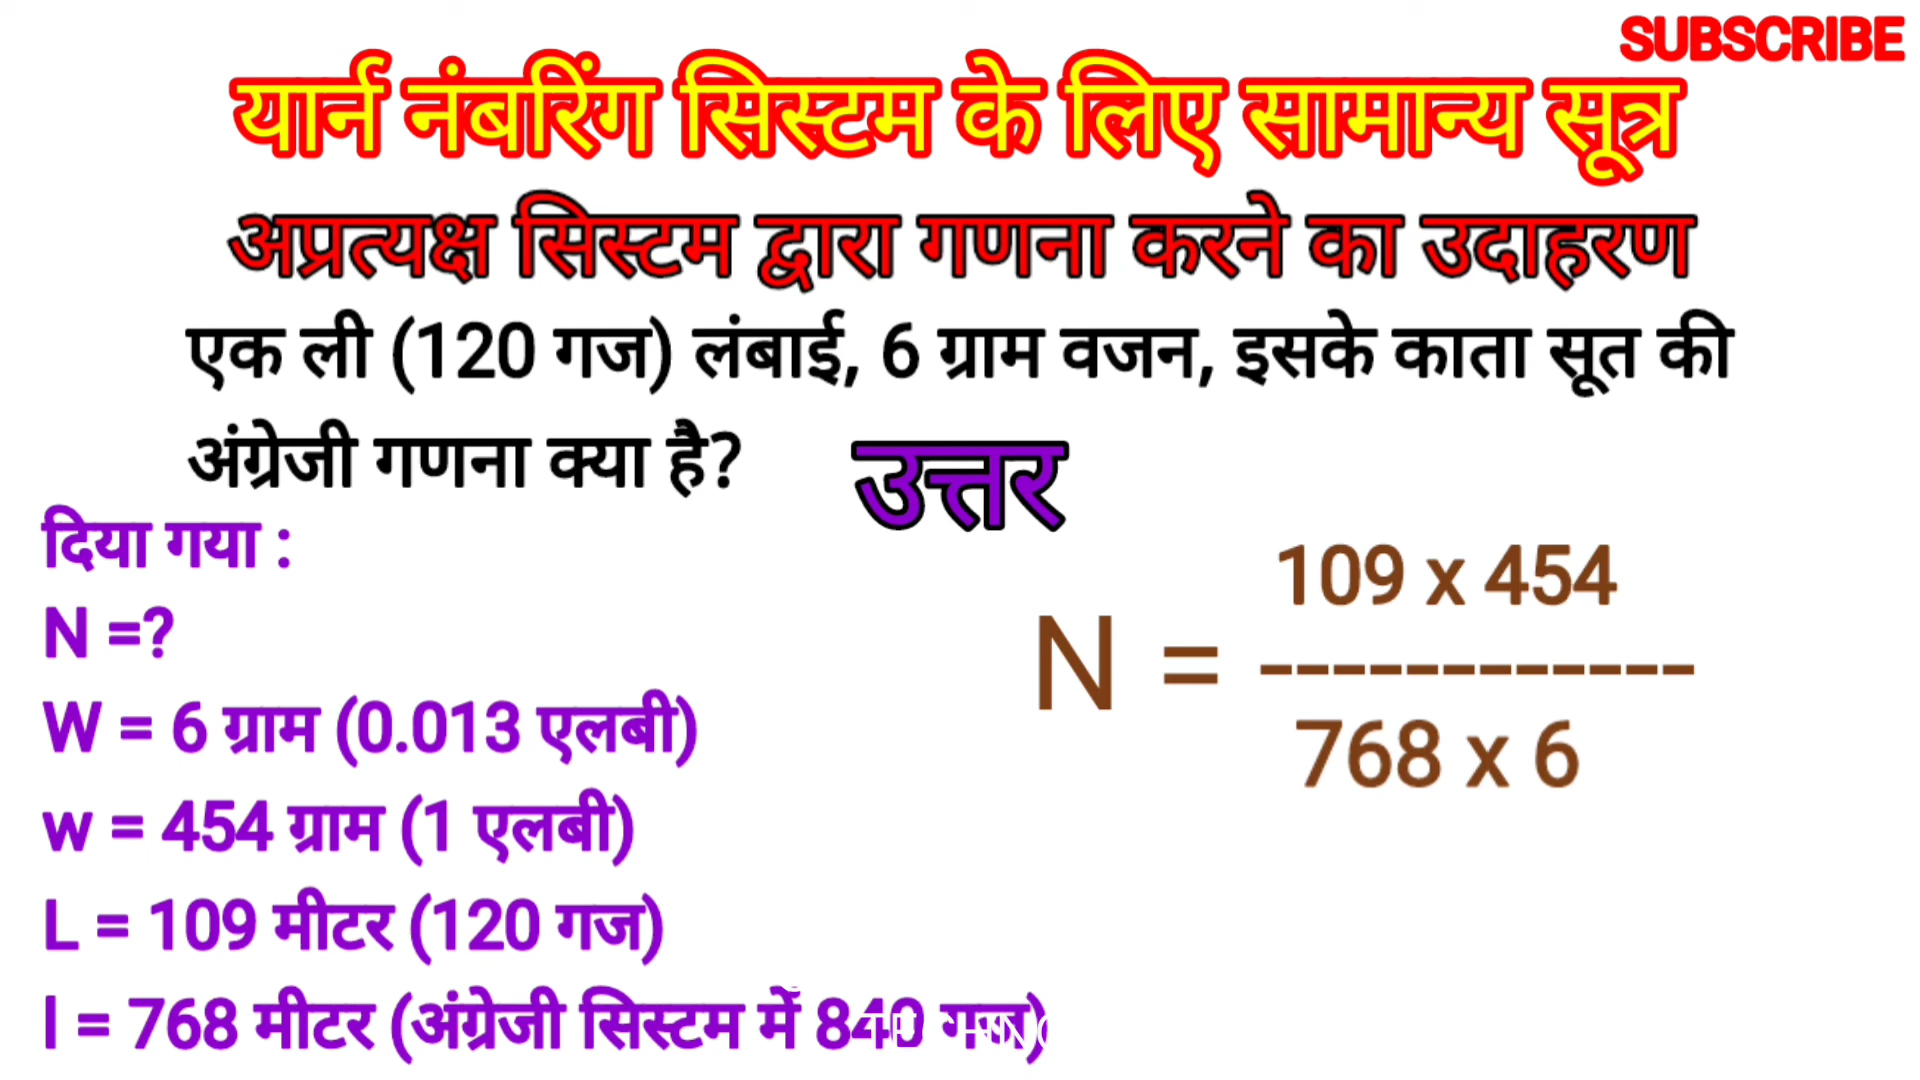 SUBSCRIBE
यार्न नंबरिंग सिस्टम के लिए सामान्य सूत्र
अप्रत्यक्ष सिस्टम द्वारा गणना करने का उदाहरण
एक ली (120 गज) लंबाई, 6 ग्राम वजन, इसके काता सूत की
अंग्रेजी गणना क्या है?
उत्तर
दिया गया :
N =?
W = 6 ग्राम (0.013 एलबी)
w = 454 ग्राम (1 एलबी)
L = 109 मीटर (120 गज)
l = 768 मीटर (अंग्रेजी सिस्टम में 840 गज)
109 x 454
N = ------------
768 x 6